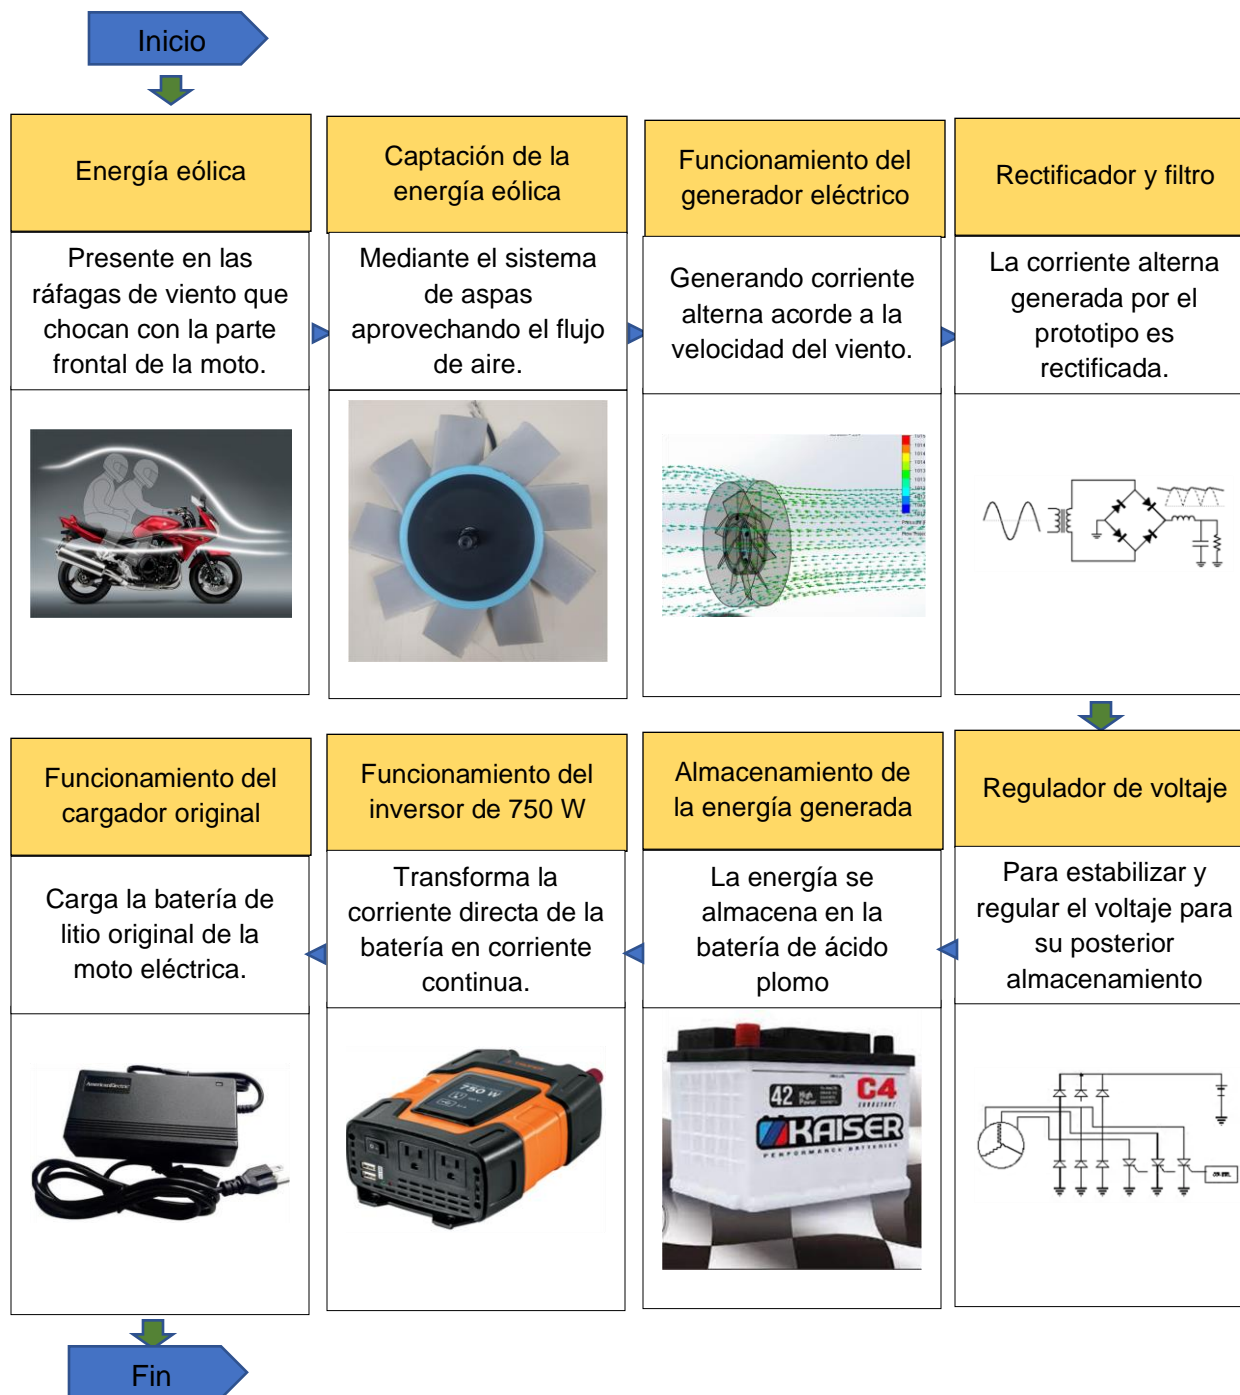 Inicio
Energía eólica
Captación de la
energía eólica
Funcionamiento del
generador eléctrico
Rectificador y filtro
Presente en las
ráfagas de viento que
chocan con la parte
frontal de la moto.
Mediante el sistema
de aspas
aprovechando el flujo
de aire.
Generando corriente
alterna acorde a la
velocidad del viento.
La corriente alterna
generada por el
prototipo es
rectificada.
Regulador de voltaje
Para estabilizar y
regular el voltaje para
su posterior
almacenamiento
Almacenamiento de
la energía generada
La energía se
almacena en la
batería de ácido
plomo
42 High
Power
C4
KAISER
PERFORMANCE BATTERIES
Funcionamiento del
inversor de 750 W
Transforma la
corriente directa de la
batería en corriente
continua.
750 W
Funcionamiento del
cargador original
Carga la batería de
litio original de la
moto eléctrica.
AmericanElectric
Fin